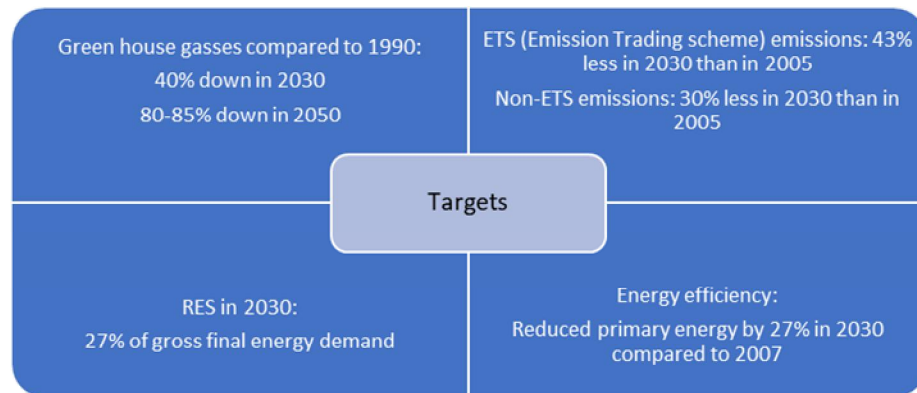 Green house gasses compared to 1990:
40% down in 2030
80-85% down in 2050
ETS (Emission Trading scheme) emissions: 43%
less in 2030 than in 2005
Non-ETS emissions: 30% less in 2030 than in
2005
Targets
RES in 2030:
27% of gross final energy demand
Energy efficiency:
Reduced primary energy by 27% in 2030
compared to 2007